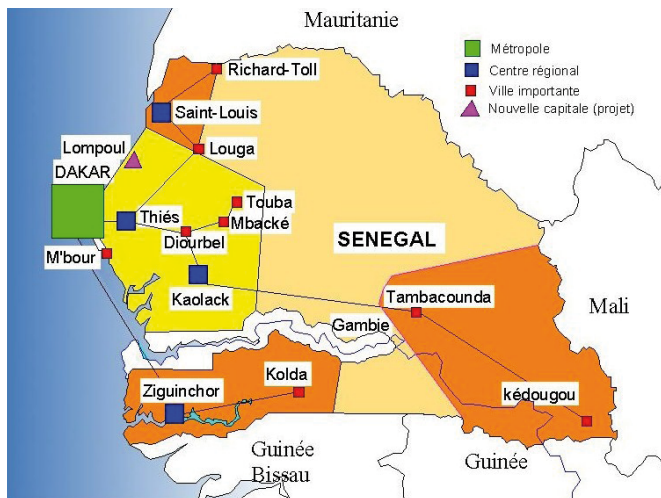 Mauritanie
Métropole
Centre régional
Ville importante
Nouvelle capitale (projet)
Richard-Toll
Saint-Louis
Louga
Lompoul
DAKAR
Touba
Thiés
Mbacké
Diourbel
SENEGAL
M'bour
Kaolack
Tambacounda
Mali
Gambie
Kolda
Ziguinchor
kédougou
Guinée
Bissau
Guinée